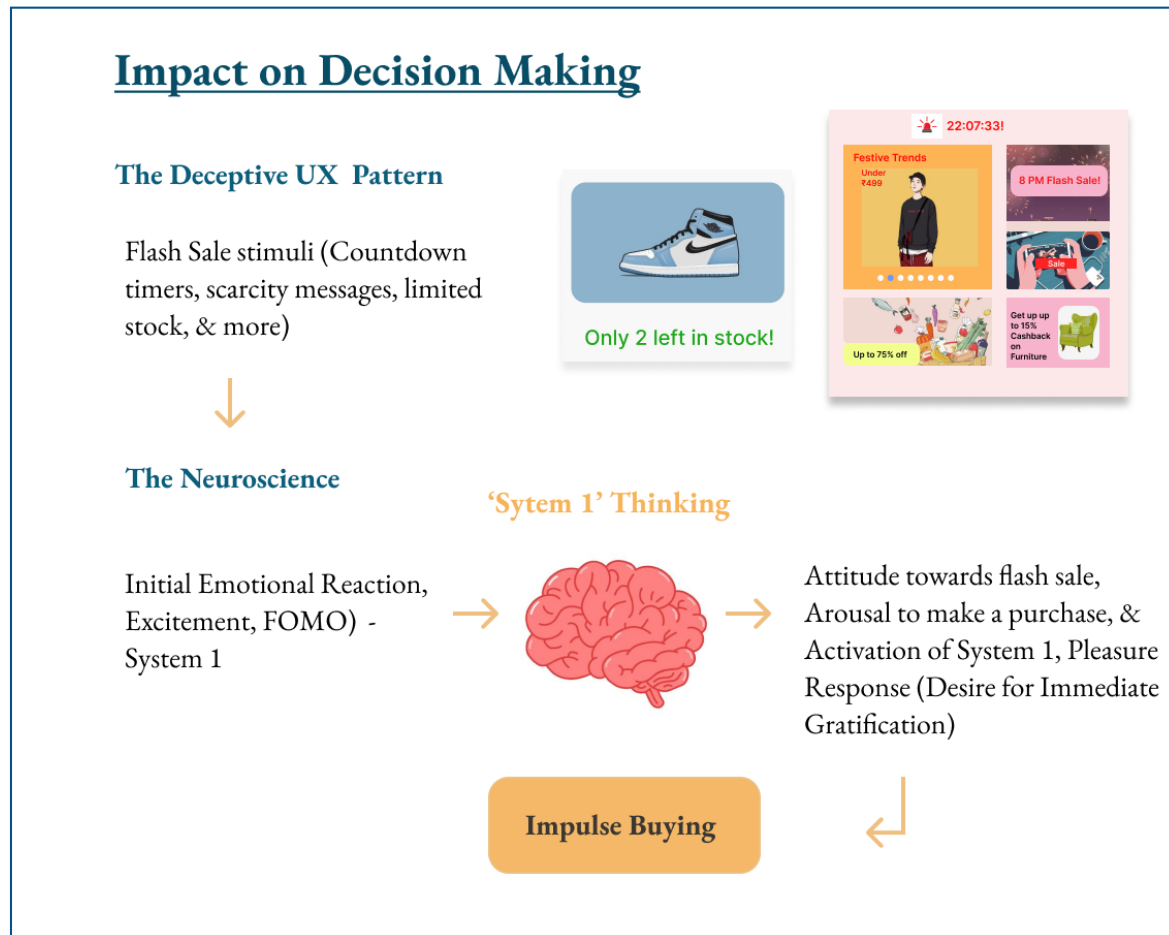 Impact on Decision Making
The Deceptive UX Pattern
Flash Sale stimuli (Countdown
timers, scarcity messages, limited
stock, & more)
Only 2 left in stock!
22:07:33!
Festive Trends
Under
₹499
8 PM Flash Sale!
Sale
Up to 75% off
Get up up
to 15%
Cashback
on
Furniture
The Neuroscience
‘Sytem 1’ Thinking
Initial Emotional Reaction,
Excitement, FOMO) -
System 1
Attitude towards flash sale,
Arousal to make a purchase, &
Activation of System 1, Pleasure
Response (Desire for Immediate
Gratification)
Impulse Buying